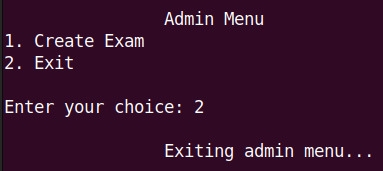 Admin Menu
1. Create Exam
2. Exit
Enter your choice: 2
Exiting admin menu...